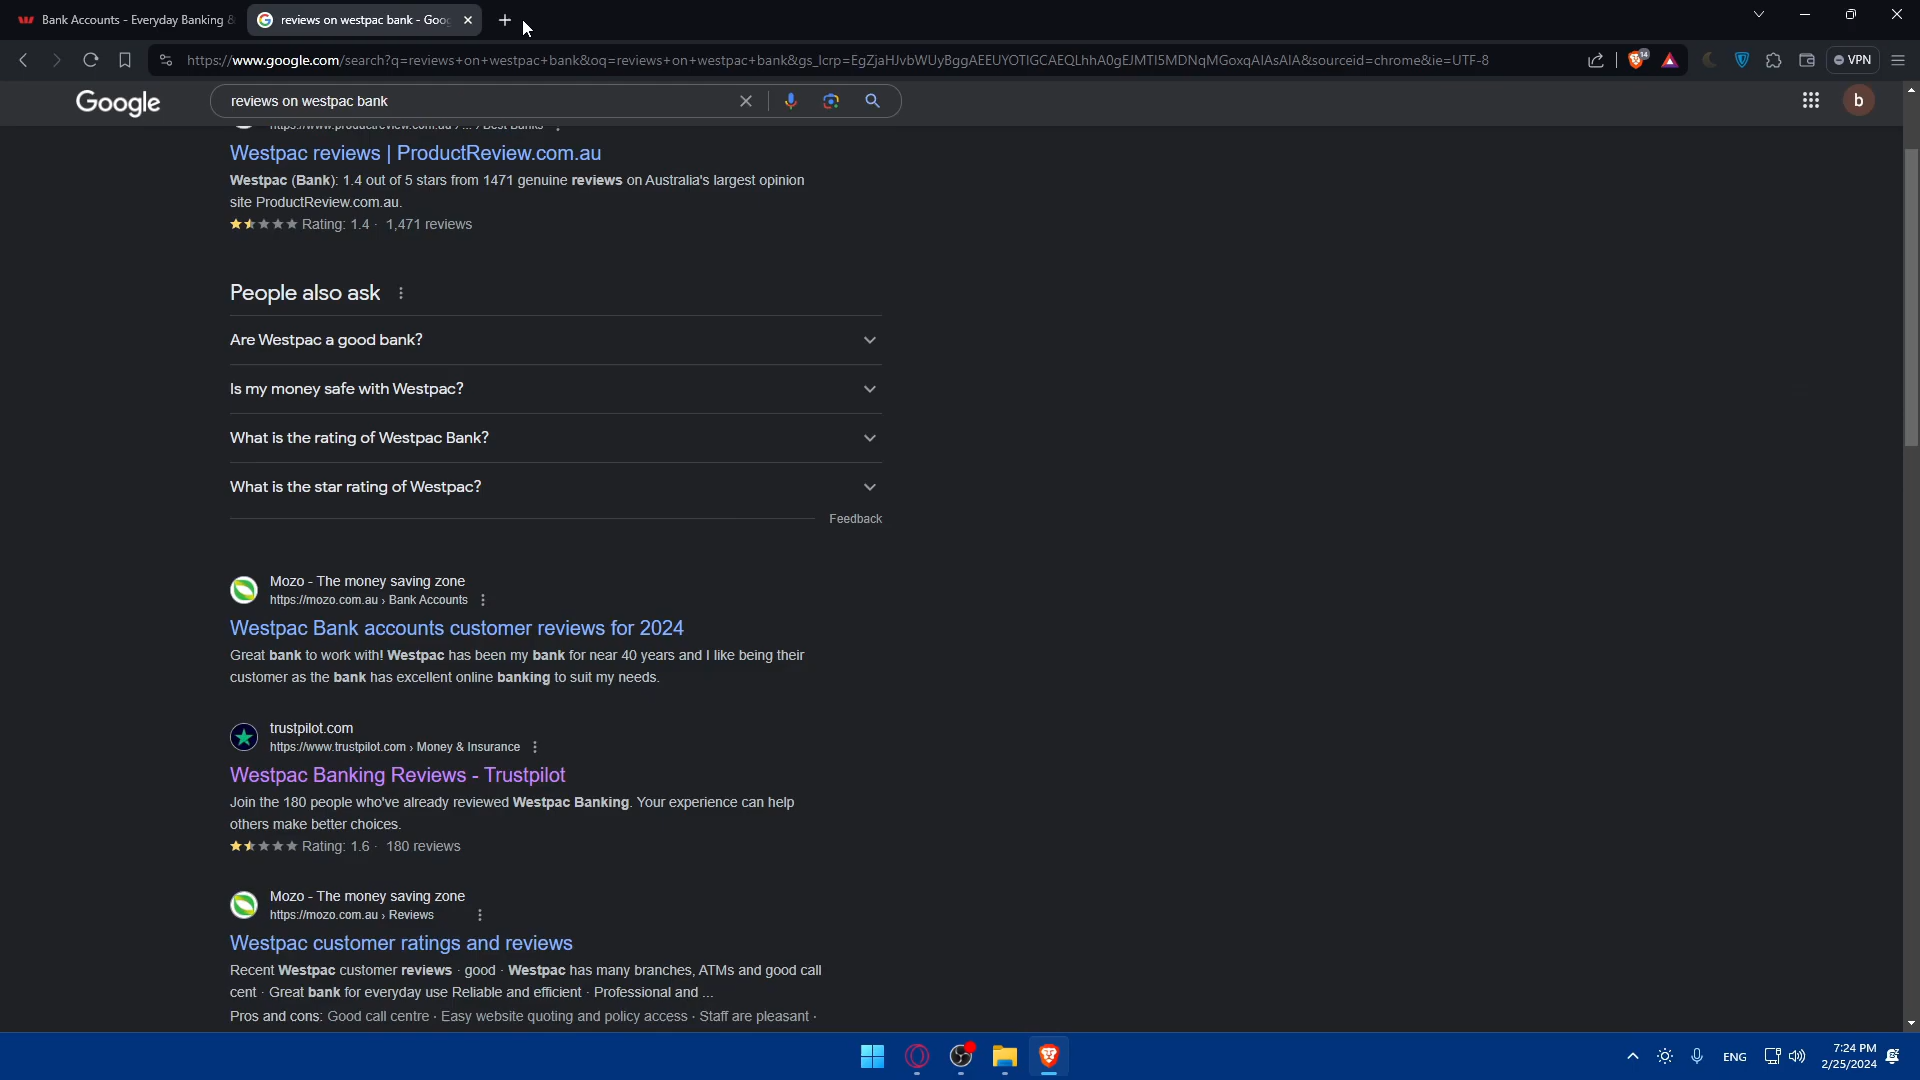 Bank Accounts - Everyday Banking &
reviews on westpac bank - Goog
https://www.google.com/search?q=reviews+on+westpac+bank&oq=reviews+on+westpac+bank&gs_lcrp=EgZjaHJvbWUyBggAEEUYOTIGCAEQLhhA0gEJMTI5MDNqMGoxqAIAsAIA&sourceid=chrome&ie=UTF-8
14
VPN
Google
reviews on westpac bank
b
https://www.productreview.com.au › ... › Best Banks
Westpac reviews | ProductReview.com.au
Westpac (Bank): 1.4 out of 5 stars from 1471 genuine reviews on Australia's largest opinion
site ProductReview.com.au.
Rating: 1.4 · 1,471 reviews
People also ask
Are Westpac a good bank?
Is my money safe with Westpac?
What is the rating of Westpac Bank?
What is the star rating of Westpac?
Feedback
Mozo - The money saving zone
https://mozo.com.au › Bank Accounts
Westpac Bank accounts customer reviews for 2024
Great bank to work with! Westpac has been my bank for near 40 years and I like being their
customer as the bank has excellent online banking to suit my needs.
trustpilot.com
https://www.trustpilot.com › Money & Insurance
Westpac Banking Reviews - Trustpilot
Join the 180 people who've already reviewed Westpac Banking. Your experience can help
others make better choices.
Rating: 1.6 · 180 reviews
Mozo - The money saving zone
https://mozo.com.au › Reviews
Westpac customer ratings and reviews
Recent Westpac customer reviews · good · Westpac has many branches, ATMs and good call
cent · Great bank for everyday use Reliable and efficient · Professional and ...
Pros and cons: Good call centre · Easy website quoting and policy access · Staff are pleasant ·
ENG
7:24 PM
2/25/2024